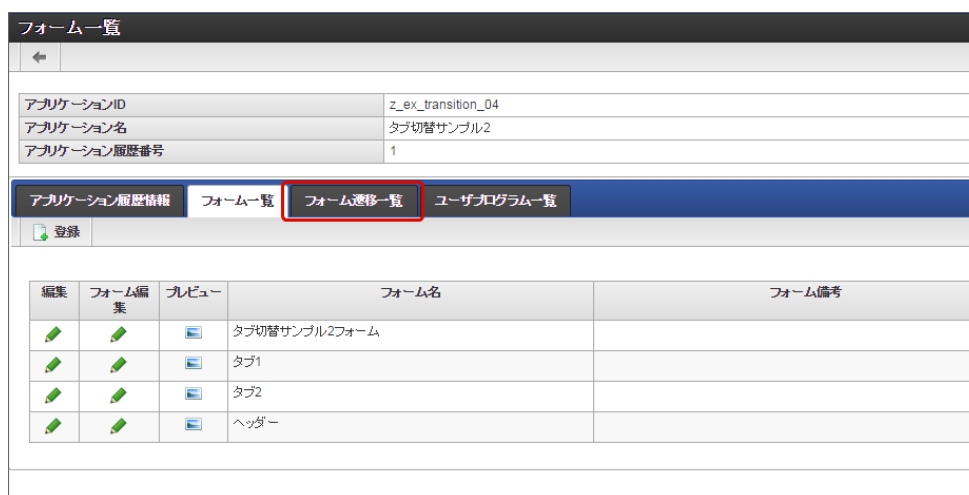 フォーム一覧
アプリケーションID z_ex_transition_04
アプリケーション名 タブ切替サンプル2
アプリケーション履歴番号 1
アプリケーション履歴情報 フォーム一覧 フォーム遷移一覧 ユーザプログラム一覧
登録
編集 フォーム編集 プレビュー フォーム名 フォーム備考
タブ切替サンプル2フォーム
タブ1
タブ2
ヘッダー